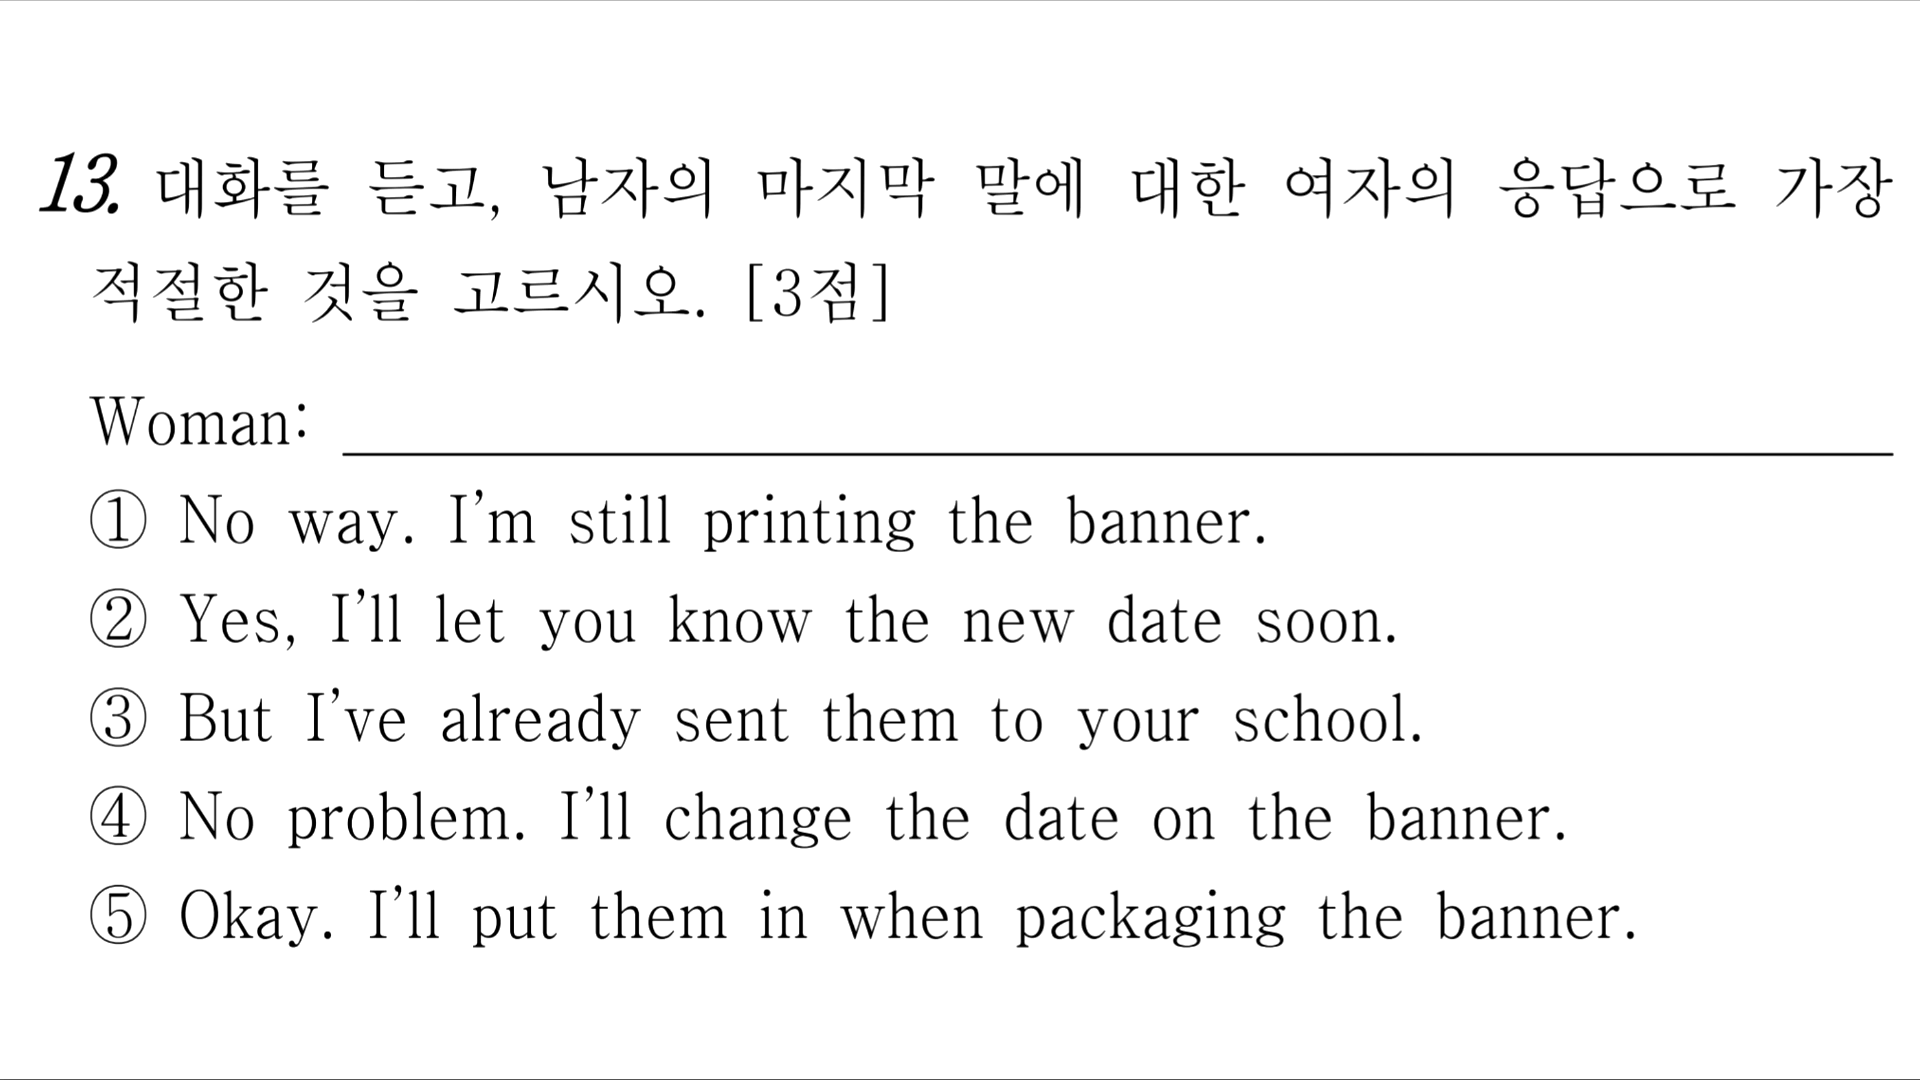 13. 대화를 듣고, 남자의 마지막 말에 대한 여자의 응답으로 가장
적절한 것을 고르시오. [3점]
Woman:
① No way. I'm still printing the banner.
② Yes, I'll let you know the new date soon.
③ But I've already sent them to your school.
④ No problem. I'll change the date on the banner.
⑤ Okay. I'll put them in when packaging the banner.